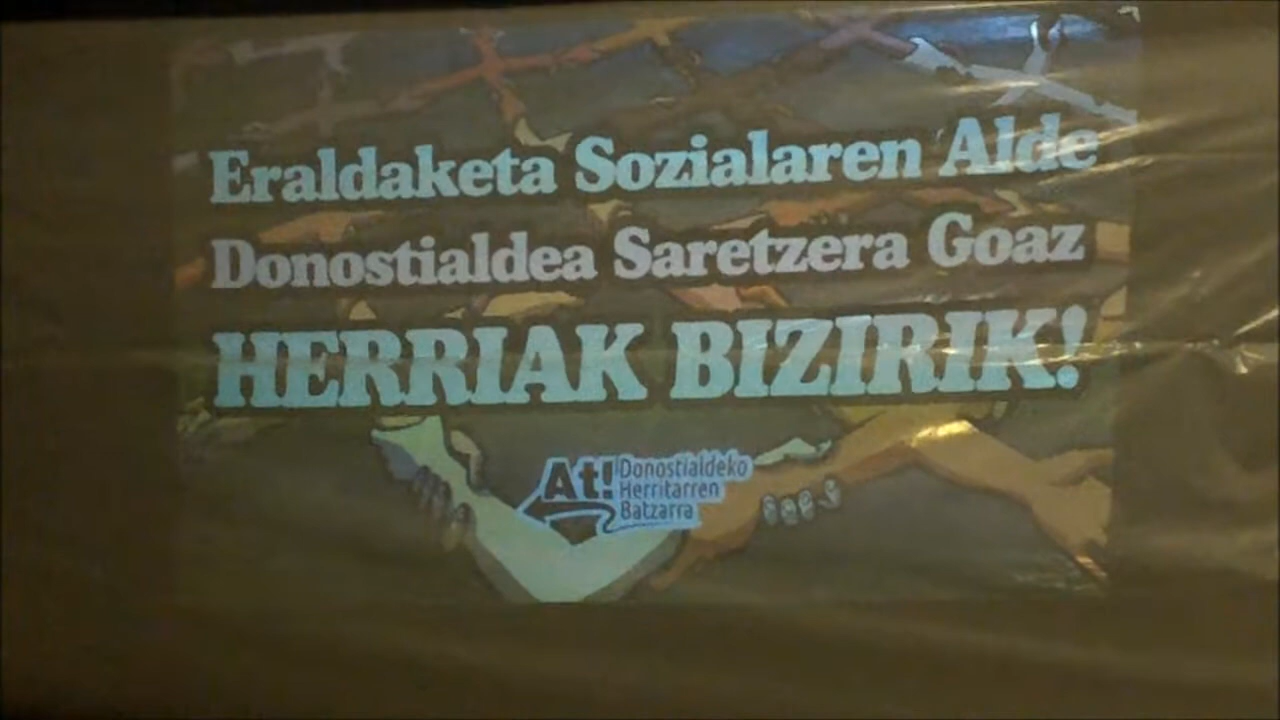 Eraldaketa Sozialaren Alde
Donostialdea Saretzera Goaz
HERRIAK BIZIRIK!
At! Donostialdeko
Herritarren
Batzarra